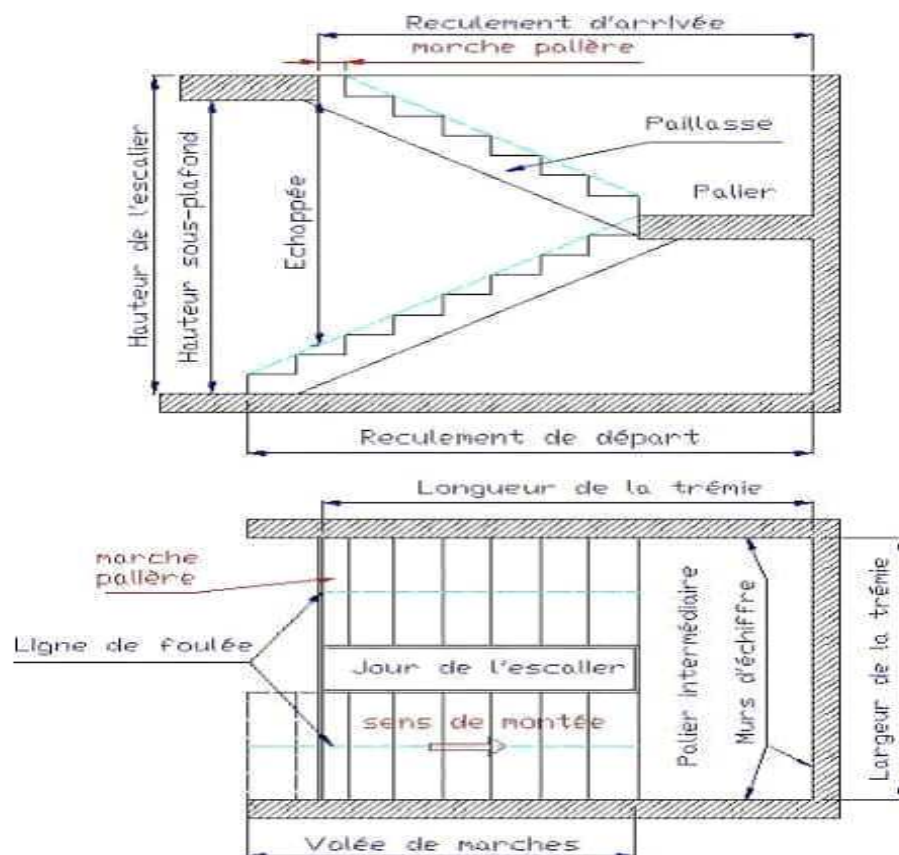 Reculement d'arrivée
marche palière
Hauteur de l'escalier
Hauteur sous-plafond
Echappée
Paillasse
Palier
Reculement de départ
Longueur de la trémie
marche
palière
Ligne de foulée
Jour de l'escalier
sens de montée
Palier intermédiaire
Murs d'échiffre
Largeur de la trémie
Volée de marches